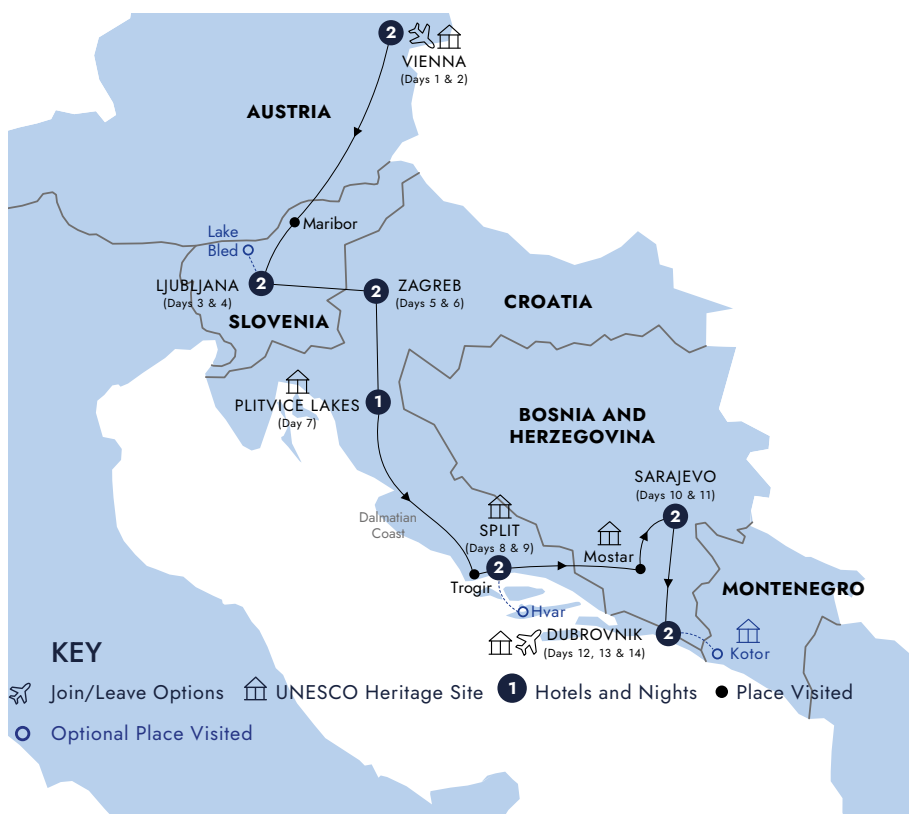 2
VIENNA
(Days 1 & 2)
AUSTRIA
Maribor
Lake
Bled
LJUBLJANA
(Days 3 & 4)
2
2
ZAGREB
(Days 5 & 6)
SLOVENIA
CROATIA
PLITVICE LAKES
(Day 7)
1
BOSNIA AND
HERZEGOVINA
SARAJEVO
(Days 10 & 11)
2
Dalmatian
Coast
SPLIT
(Days 8 & 9)
2
Mostar
Trogir
MONTENEGRO
Hvar
DUBROVNIK
(Days 12, 13 & 14)
2
Kotor
KEY
Join/Leave Options
UNESCO Heritage Site
1 Hotels and Nights
Place Visited
Optional Place Visited